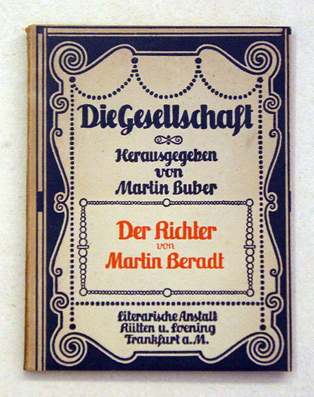 Die Gesellschaft
Herausgegeben
von
Martin Buber
Der Richter
von
Martin Beradt
Literarische Anstalt
Rütten u. Loening
Frankfurt a. M.